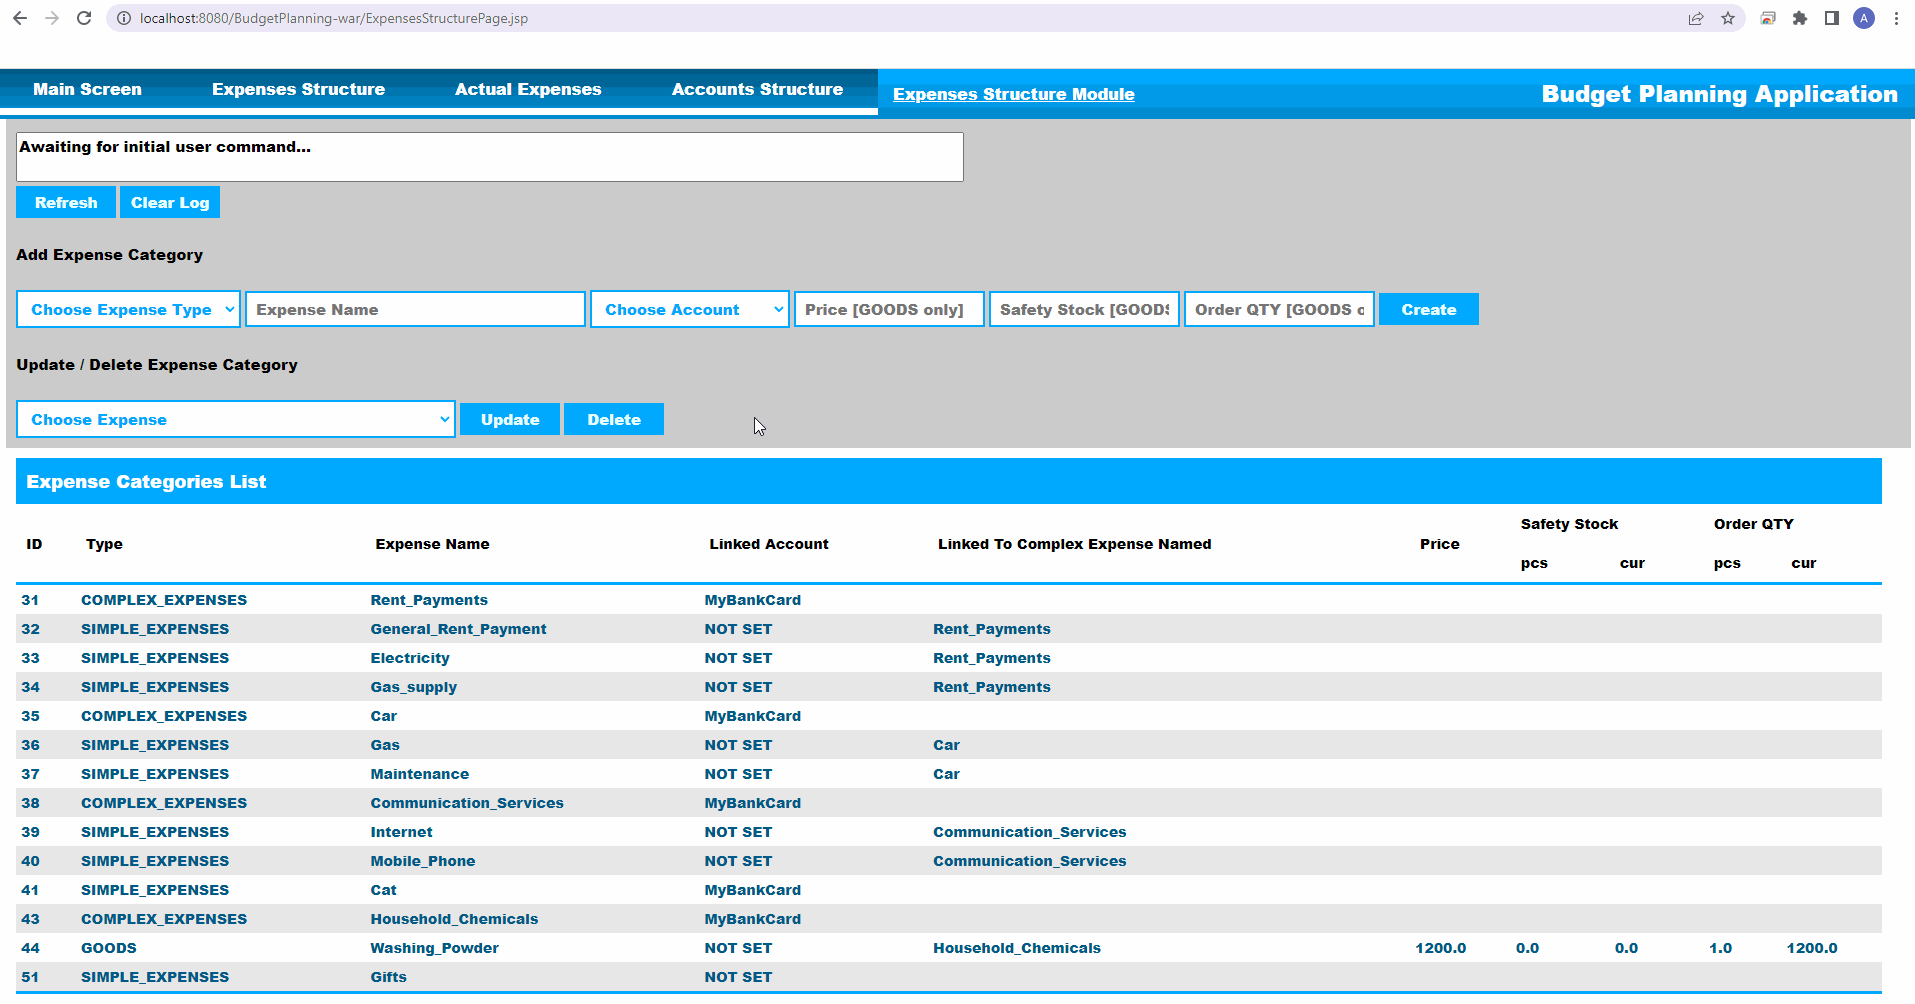 localhost:8080/BudgetPlanning-war/ExpensesStructurePage.jsp
A
Main Screen Expenses Structure Actual Expenses Accounts Structure Expenses Structure Module Budget Planning Application
Awaiting for initial user command...
Refresh Clear Log
Add Expense Category
Choose Expense Type Expense Name Choose Account Price [GOODS only] Safety Stock [GOODS Order QTY [GOODS o Create
Update / Delete Expense Category
Choose Expense Update Delete
Expense Categories List
Safety Stock Order QTY
ID Type Expense Name Linked Account Linked To Complex Expense Named Price
pcs cur pcs cur
31 COMPLEX_EXPENSES Rent_Payments MyBankCard
32 SIMPLE_EXPENSES General_Rent_Payment NOT SET Rent_Payments
33 SIMPLE_EXPENSES Electricity NOT SET Rent_Payments
34 SIMPLE_EXPENSES Gas_supply NOT SET Rent_Payments
35 COMPLEX_EXPENSES Car MyBankCard
36 SIMPLE_EXPENSES Gas NOT SET Car
37 SIMPLE_EXPENSES Maintenance NOT SET Car
38 COMPLEX_EXPENSES Communication_Services MyBankCard
39 SIMPLE_EXPENSES Internet NOT SET Communication_Services
40 SIMPLE_EXPENSES Mobile_Phone NOT SET Communication_Services
41 SIMPLE_EXPENSES Cat MyBankCard
43 COMPLEX_EXPENSES Household_Chemicals MyBankCard
44 GOODS Washing_Powder NOT SET Household_Chemicals 1200.0 0.0 0.0 1.0 1200.0
51 SIMPLE_EXPENSES Gifts NOT SET